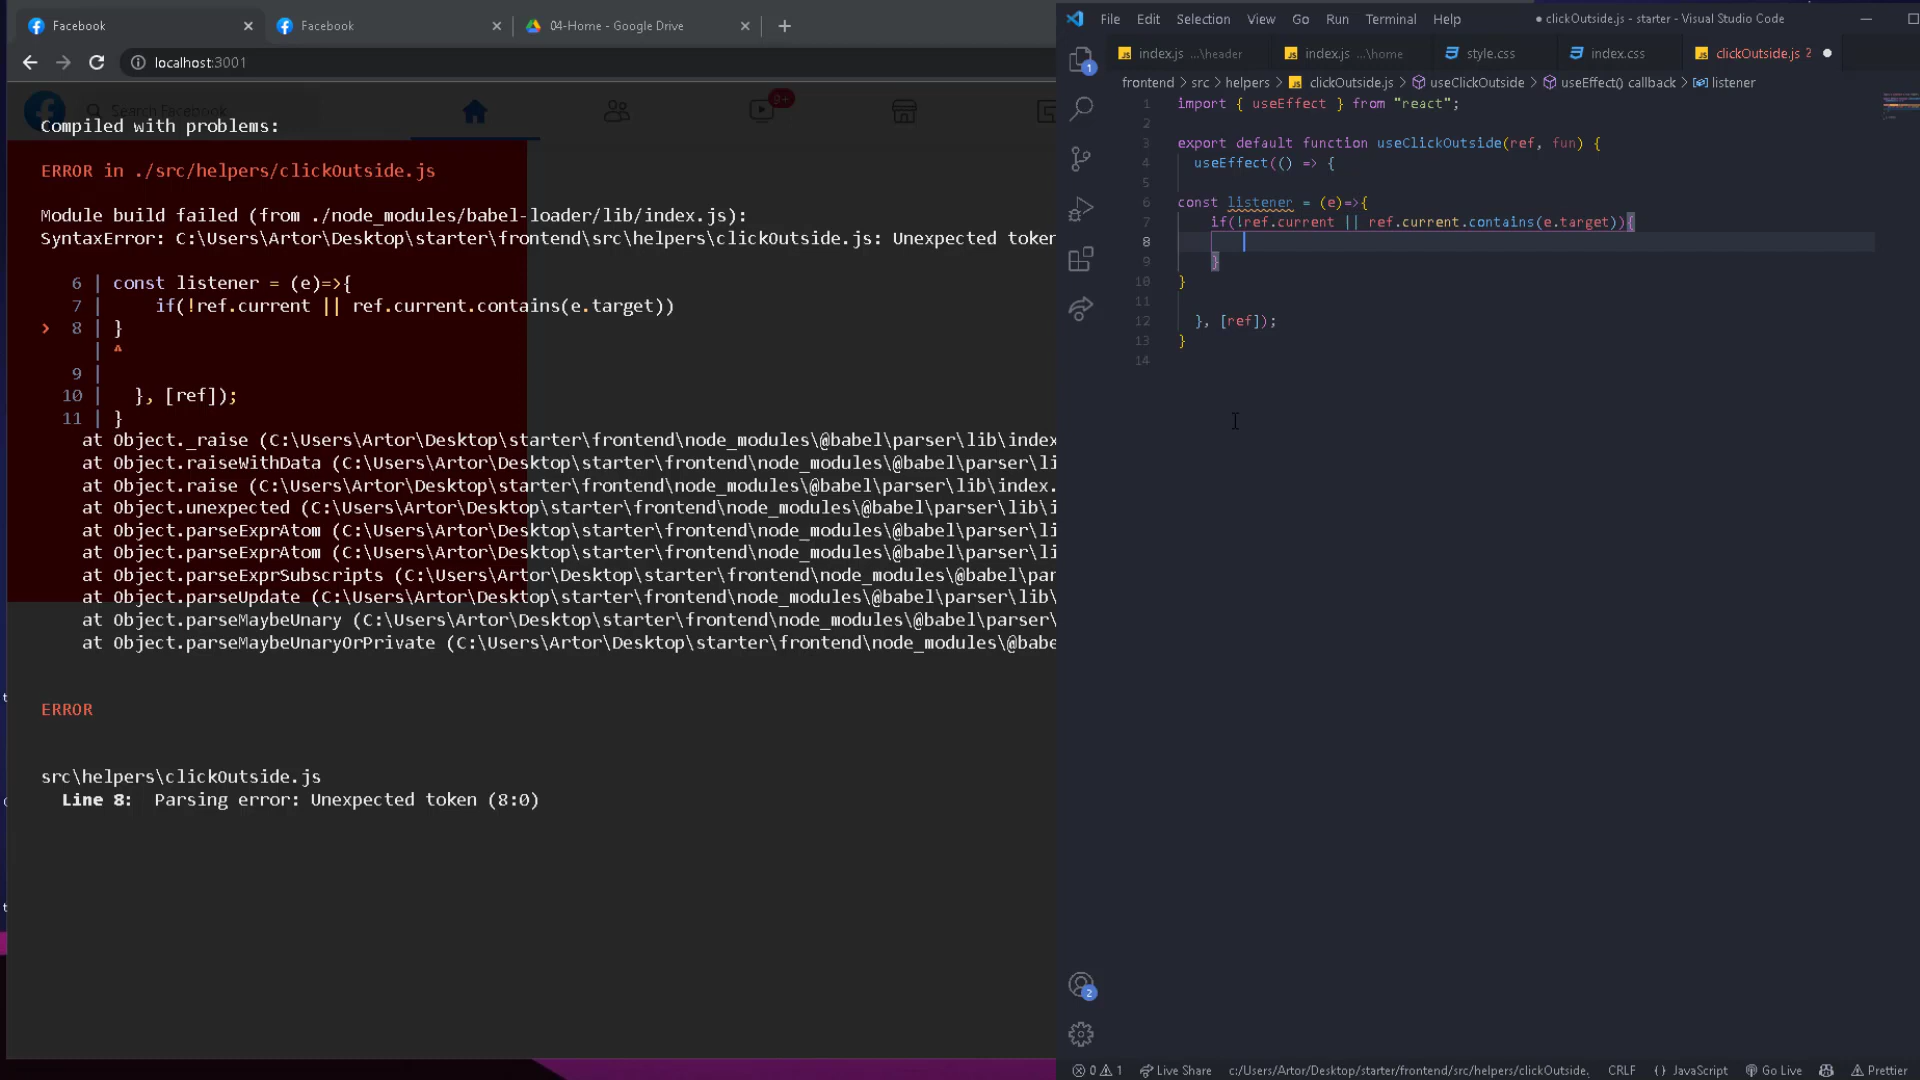 Facebook
Facebook
04-Home - Google Drive
localhost:3001
Search Facebook
9+
Compiled with problems:
ERROR in ./src/helpers/clickOutside.js
Module build failed (from ./node_modules/babel-loader/lib/index.js):
SyntaxError: C:\Users\Artor\Desktop\starter\frontend\src\helpers\clickOutside.js: Unexpected token
6 | const listener = (e)=>{
7 | if(!ref.current || ref.current.contains(e.target))
> 8 | }
| ^
9 |
10 | }, [ref]);
11 | }
at Object._raise (C:\Users\Artor\Desktop\starter\frontend\node_modules\@babel\parser\lib\index
at Object.raiseWithData (C:\Users\Artor\Desktop\starter\frontend\node_modules\@babel\parser\li
at Object.raise (C:\Users\Artor\Desktop\starter\frontend\node_modules\@babel\parser\lib\index.
at Object.unexpected (C:\Users\Artor\Desktop\starter\frontend\node_modules\@babel\parser\lib\i
at Object.parseExprAtom (C:\Users\Artor\Desktop\starter\frontend\node_modules\@babel\parser\li
at Object.parseExprAtom (C:\Users\Artor\Desktop\starter\frontend\node_modules\@babel\parser\li
at Object.parseExprSubscripts (C:\Users\Artor\Desktop\starter\frontend\node_modules\@babel\par
at Object.parseUpdate (C:\Users\Artor\Desktop\starter\frontend\node_modules\@babel\parser\lib\
at Object.parseMaybeUnary (C:\Users\Artor\Desktop\starter\frontend\node_modules\@babel\parser\
at Object.parseMaybeUnaryOrPrivate (C:\Users\Artor\Desktop\starter\frontend\node_modules\@babe
ERROR
src\helpers\clickOutside.js
Line 8: Parsing error: Unexpected token (8:0)
File Edit Selection View Go Run Terminal Help
● clickOutside.js - starter - Visual Studio Code
index.js ...\header
index.js ...\home
style.css
index.css
clickOutside.js ? ●
frontend > src > helpers > clickOutside.js > useClickOutside > useEffect() callback > listener
1
1 import { useEffect } from "react";
2
3 export default function useClickOutside(ref, fun) {
4 useEffect(() => {
5
6 const listener = (e)=>{
7 if(!ref.current || ref.current.contains(e.target)){
8
9 }
10 }
11
12 }, [ref]);
13 }
14
2
0 1 Live Share c:/Users/Artor/Desktop/starter/frontend/src/helpers/clickOutside. CRLF { } JavaScript Go Live Prettier